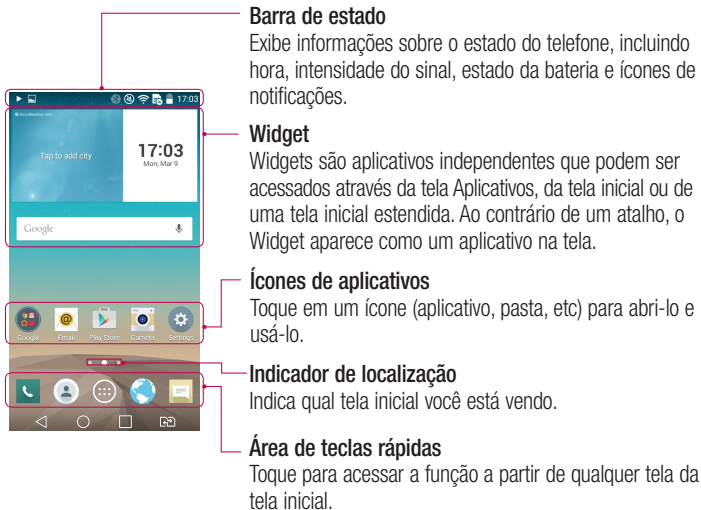 Barra de estado
Exibe informações sobre o estado do telefone, incluindo
hora, intensidade do sinal, estado da bateria e ícones de
notificações.
17:03
AccuWeather.com
Tap to add city
17:03
Mon, Mar 9
Google
Widget
Widgets são aplicativos independentes que podem ser
acessados através da tela Aplicativos, da tela inicial ou de
uma tela inicial estendida. Ao contrário de um atalho, o
Widget aparece como um aplicativo na tela.
Ícones de aplicativos
Toque em um ícone (aplicativo, pasta, etc) para abri-lo e
usá-lo.
Google Email Play Store Camera Settings
Indicador de localização
Indica qual tela inicial você está vendo.
Área de teclas rápidas
Toque para acessar a função a partir de qualquer tela da
tela inicial.